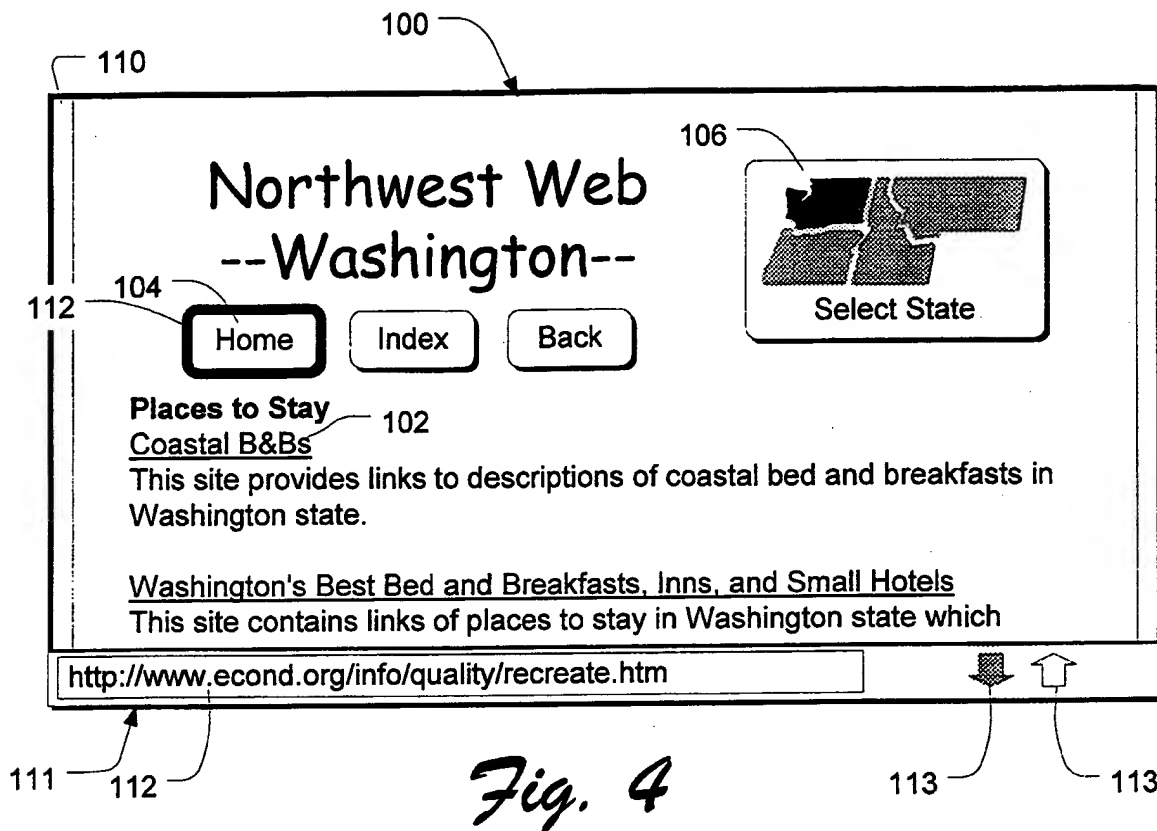 100
110
106
Northwest Web
--Washington--
104
112
Home
Index
Back
Select State
Places to Stay
102
Coastal B&Bs
This site provides links to descriptions of coastal bed and breakfasts in
Washington state.
Washington's Best Bed and Breakfasts, Inns, and Small Hotels
This site contains links of places to stay in Washington state which
http://www.econd.org/info/quality/recreate.htm
111
112
113
113
Fig. 4